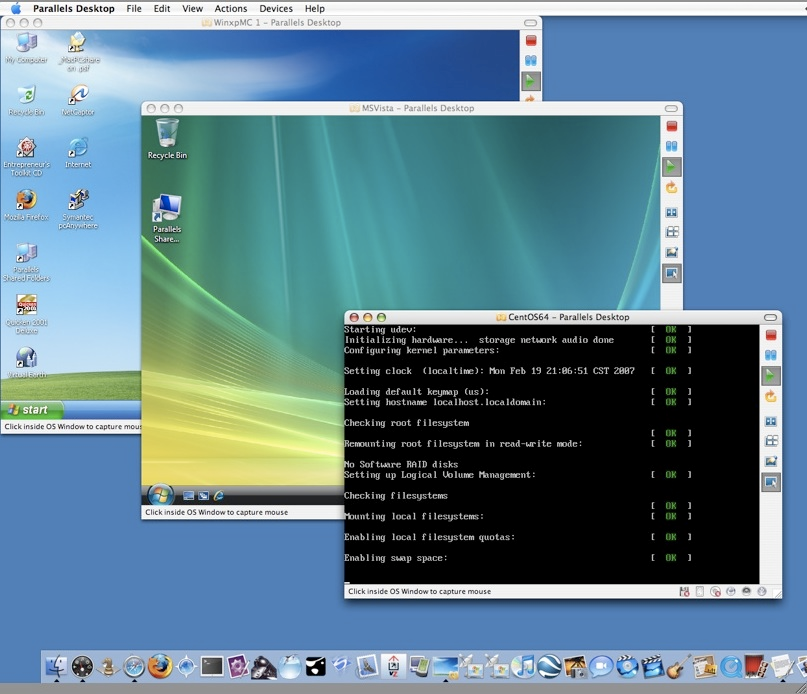 Parallels Desktop File Edit View Actions Devices Help
WinxpMC 1 – Parallels Desktop
My Computer
Recycle Bin
NetCaptor
Entrepreneur's Toolkit CD
Internet
Mozilla Firefox
Symantec pcAnywhere
Parallels Shared Folders
Quicken 2001 Deluxe
Virtual Earth
start
Click inside OS Window to capture mou
MSVista – Parallels Desktop
Recycle Bin
Parallels
Share...
Click inside OS Window to capture mouse
CentOS64 – Parallels Desktop
Starting udev: [ OK ]
Initializing hardware... storage network audio done [ OK ]
Configuring kernel parameters: [ OK ]
Setting clock (localtime): Mon Feb 19 21:06:51 CST 2007 [ OK ]
Loading default keymap (us): [ OK ]
Setting hostname localhost.localdomain: [ OK ]
Checking root filesystem
[ OK ]
Remounting root filesystem in read-write mode: [ OK ]
No Software RAID disks
Setting up Logical Volume Management: [ OK ]
Checking filesystems
[ OK ]
Mounting local filesystems: [ OK ]
Enabling local filesystem quotas: [ OK ]
Enabling swap space: [ OK ]
Click inside OS Window to capture mouse